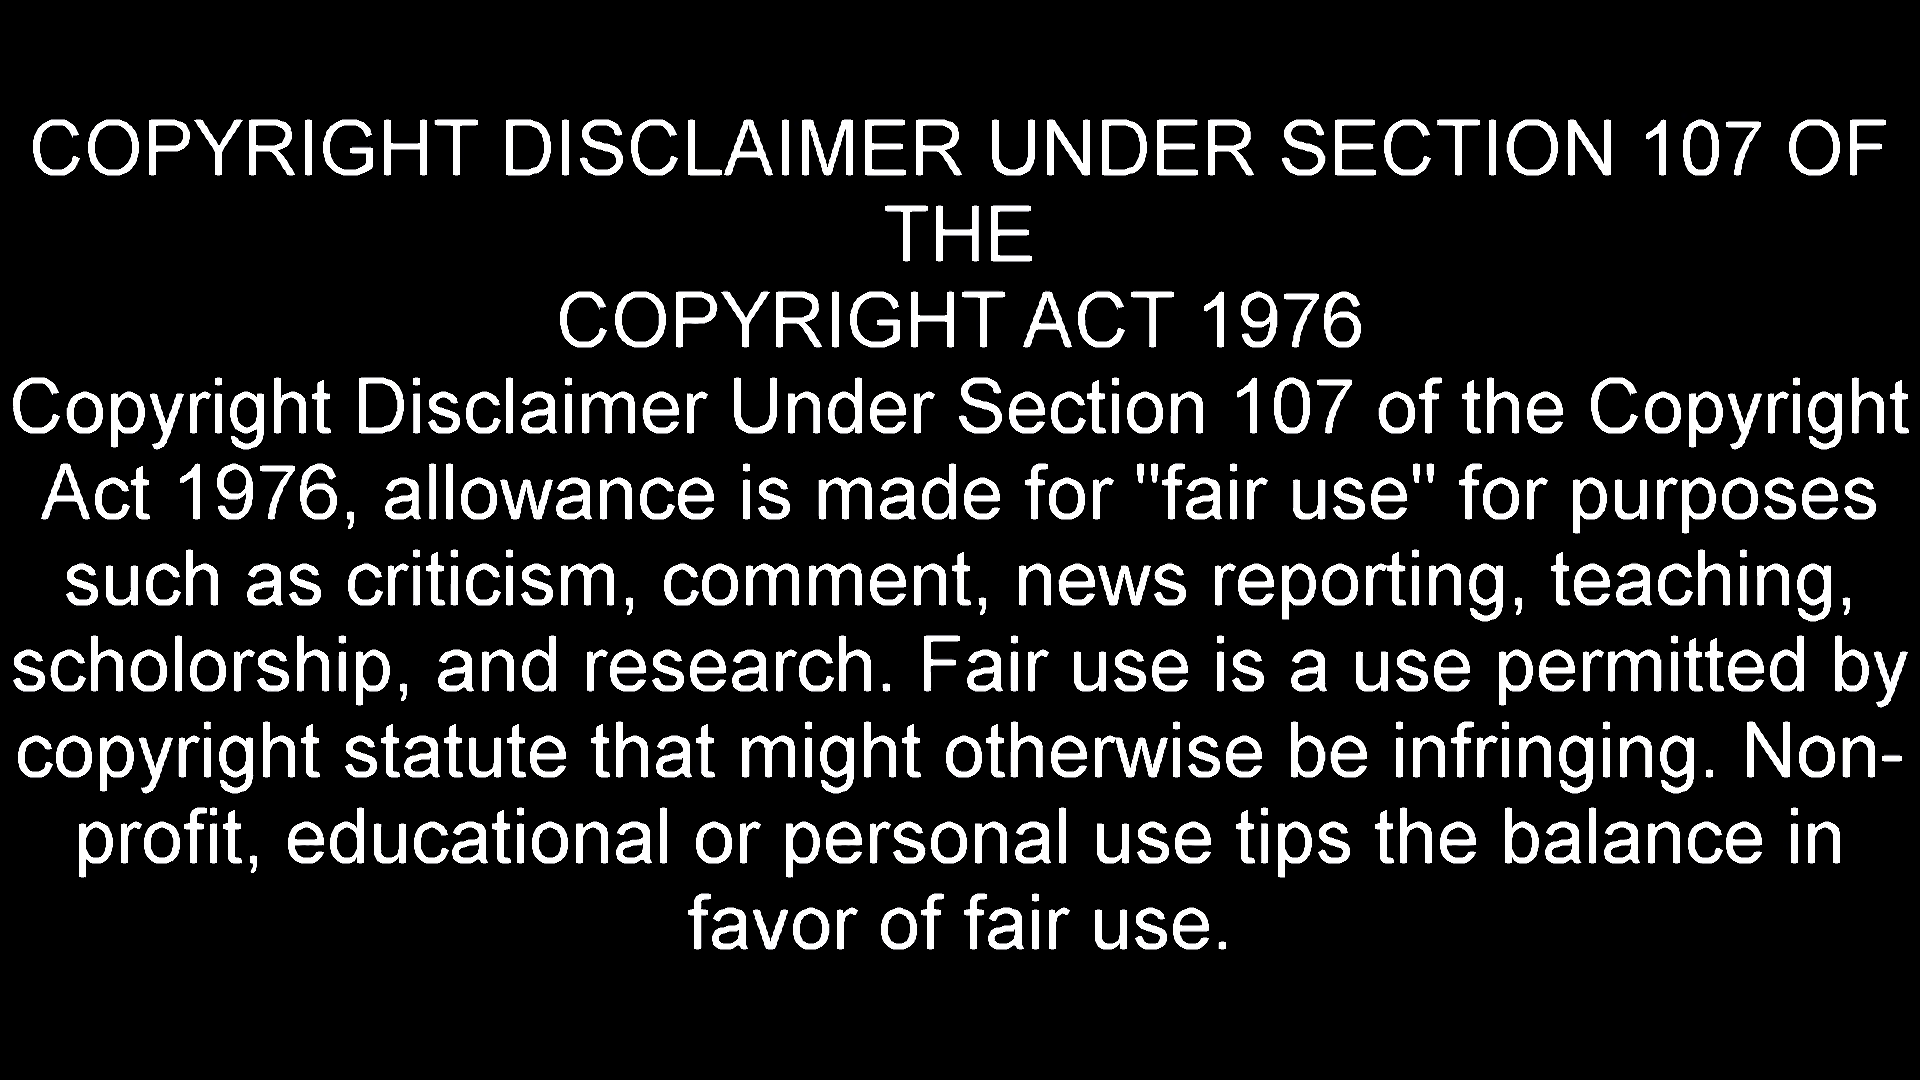 COPYRIGHT DISCLAIMER UNDER SECTION 107 OF
THE
COPYRIGHT ACT 1976
Copyright Disclaimer Under Section 107 of the Copyright
Act 1976, allowance is made for "fair use" for purposes
such as criticism, comment, news reporting, teaching,
scholorship, and research. Fair use is a use permitted by
copyright statute that might otherwise be infringing. Non-
profit, educational or personal use tips the balance in
favor of fair use.